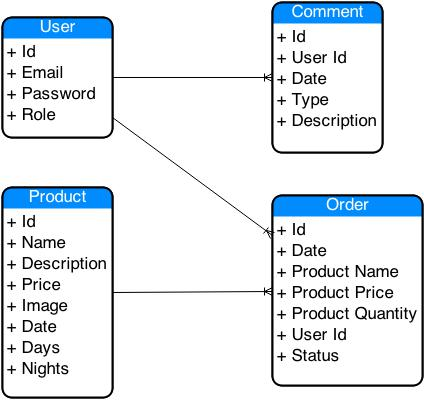 User
+ Id
+ Email
+ Password
+ Role
Comment
+ Id
+ User Id
+ Date
+ Type
+ Description
Product
+ Id
+ Name
+ Description
+ Price
+ Image
+ Date
+ Days
+ Nights
Order
+ Id
+ Date
+ Product Name
+ Product Price
+ Product Quantity
+ User Id
+ Status